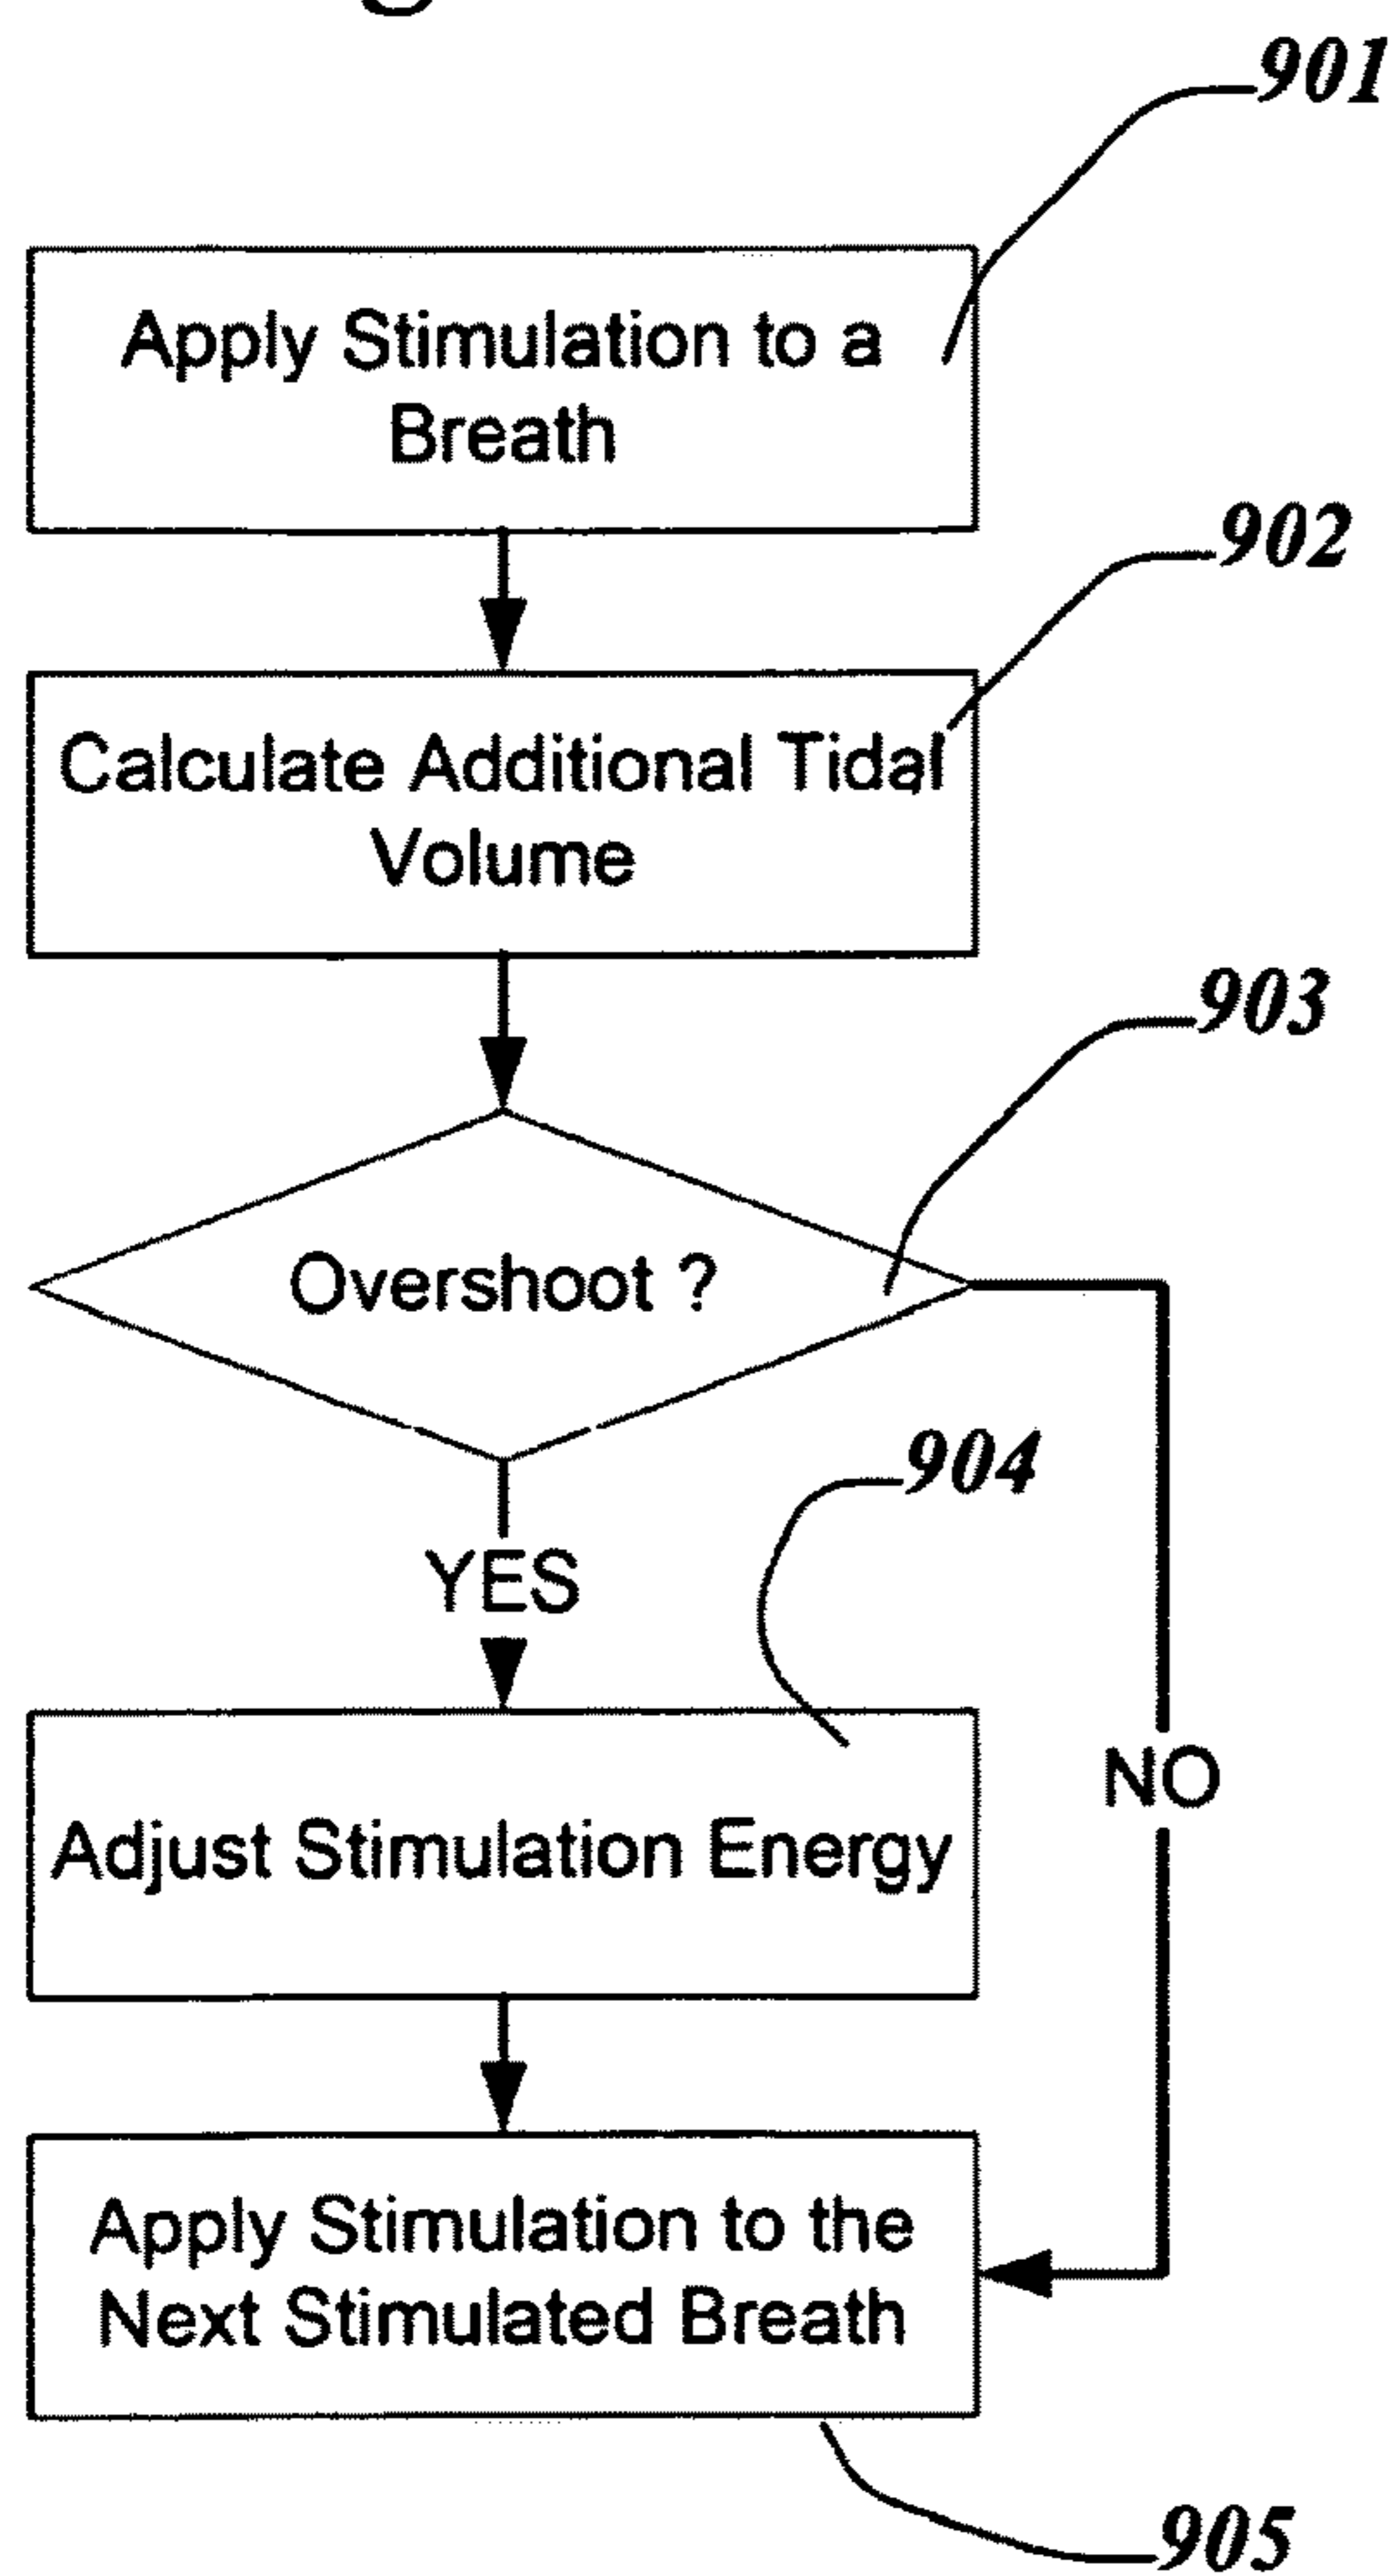 901
Apply Stimulation to a
Breath
902
Calculate Additional Tidal
Volume
903
Overshoot ?
904
YES
NO
Adjust Stimulation Energy
Apply Stimulation to the
Next Stimulated Breath
905